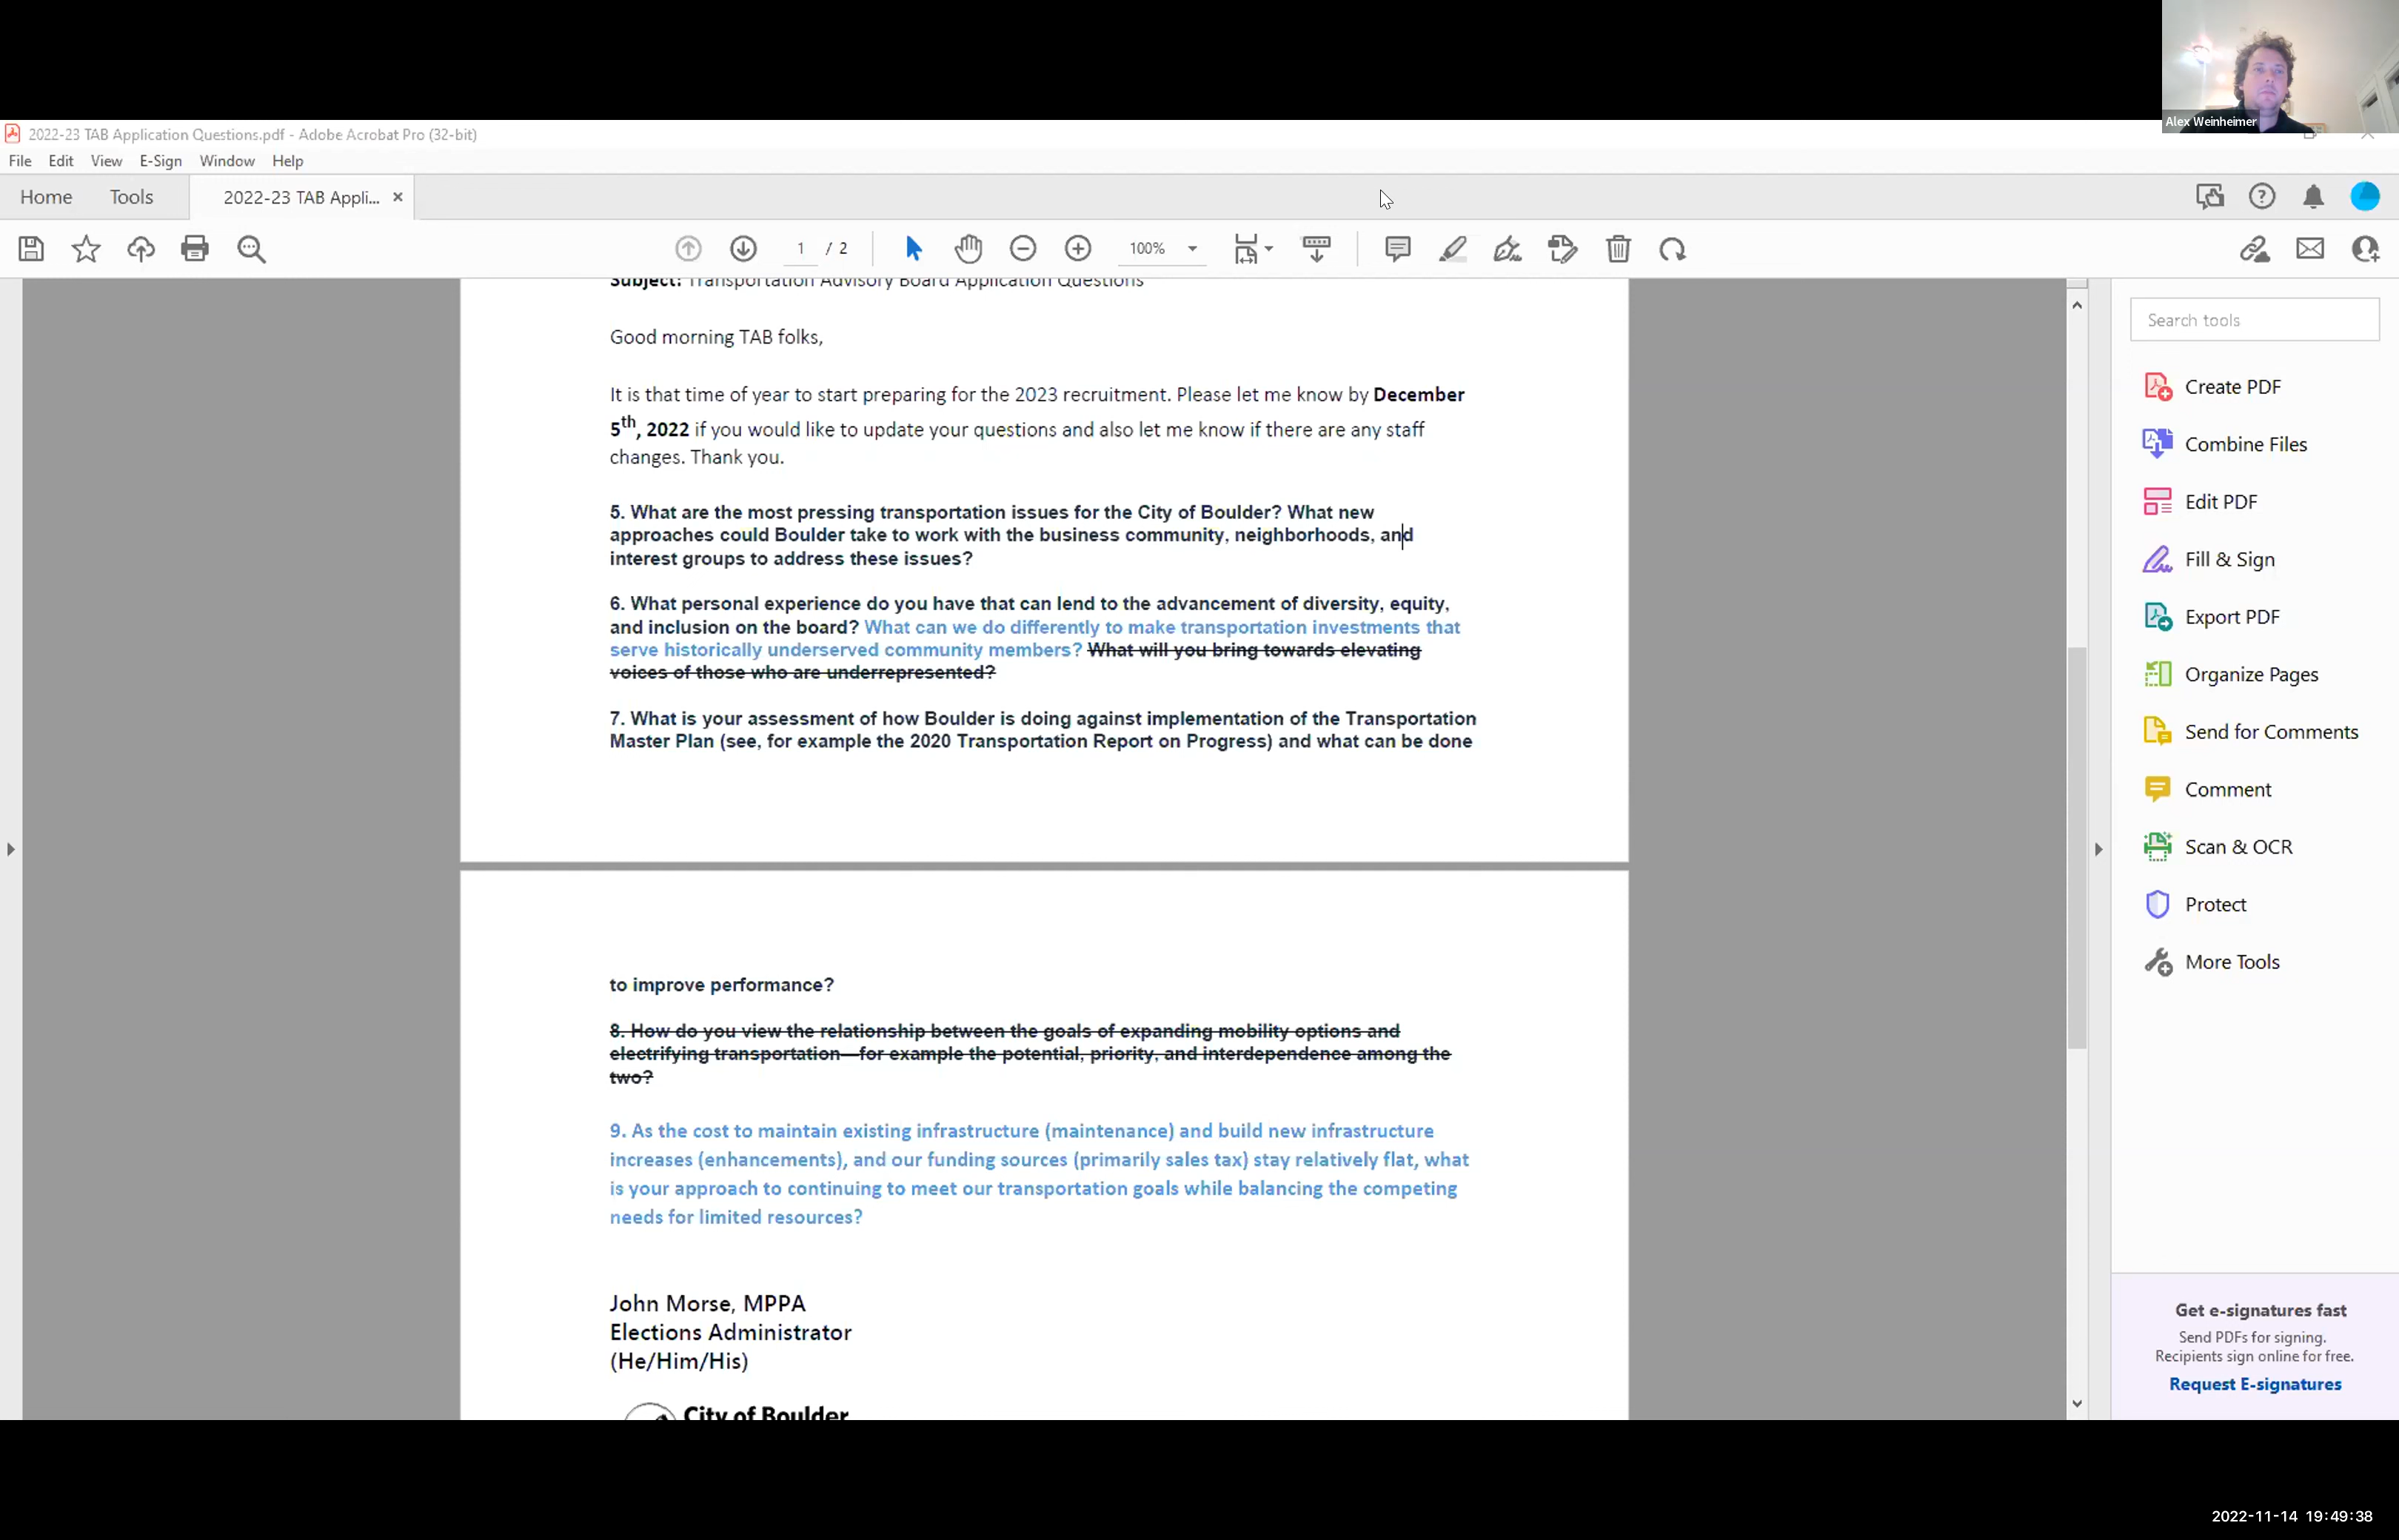 Alex Weinheimer
2022-23 TAB Application Questions.pdf - Adobe Acrobat Pro (32-bit)
File Edit View E-Sign Window Help
Home Tools 2022-23 TAB Appli... ×
1 / 2 100%
Subject: Transportation Advisory Board Application Questions
Good morning TAB folks,
It is that time of year to start preparing for the 2023 recruitment. Please let me know by December
5th, 2022 if you would like to update your questions and also let me know if there are any staff
changes. Thank you.
5. What are the most pressing transportation issues for the City of Boulder? What new
approaches could Boulder take to work with the business community, neighborhoods, and
interest groups to address these issues?
6. What personal experience do you have that can lend to the advancement of diversity, equity,
and inclusion on the board? What can we do differently to make transportation investments that
serve historically underserved community members? What will you bring towards elevating
voices of those who are underrepresented?
7. What is your assessment of how Boulder is doing against implementation of the Transportation
Master Plan (see, for example the 2020 Transportation Report on Progress) and what can be done
to improve performance?
8. How do you view the relationship between the goals of expanding mobility options and
electrifying transportation—for example the potential, priority, and interdependence among the
two?
9. As the cost to maintain existing infrastructure (maintenance) and build new infrastructure
increases (enhancements), and our funding sources (primarily sales tax) stay relatively flat, what
is your approach to continuing to meet our transportation goals while balancing the competing
needs for limited resources?
John Morse, MPPA
Elections Administrator
(He/Him/His)
City of Boulder
Search tools
Create PDF
Combine Files
Edit PDF
Fill & Sign
Export PDF
Organize Pages
Send for Comments
Comment
Scan & OCR
Protect
More Tools
Get e-signatures fast
Send PDFs for signing.
Recipients sign online for free.
Request E-signatures
2022-11-14 19:49:38